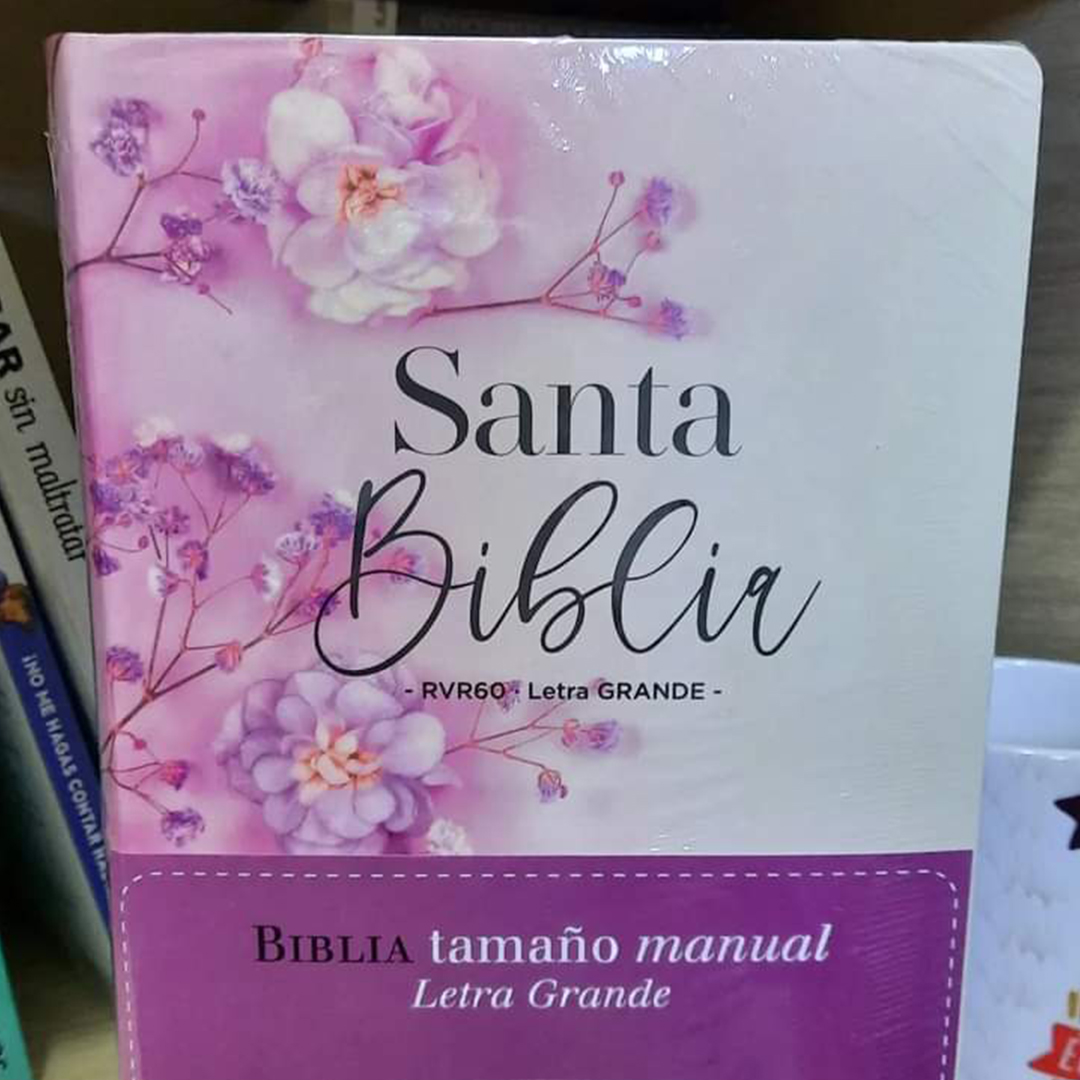 Santa
Biblia
- RVR60 · Letra GRANDE -
BIBLIA tamaño manual
Letra Grande
sin maltratar
¡NO ME HAGAS CONTAR